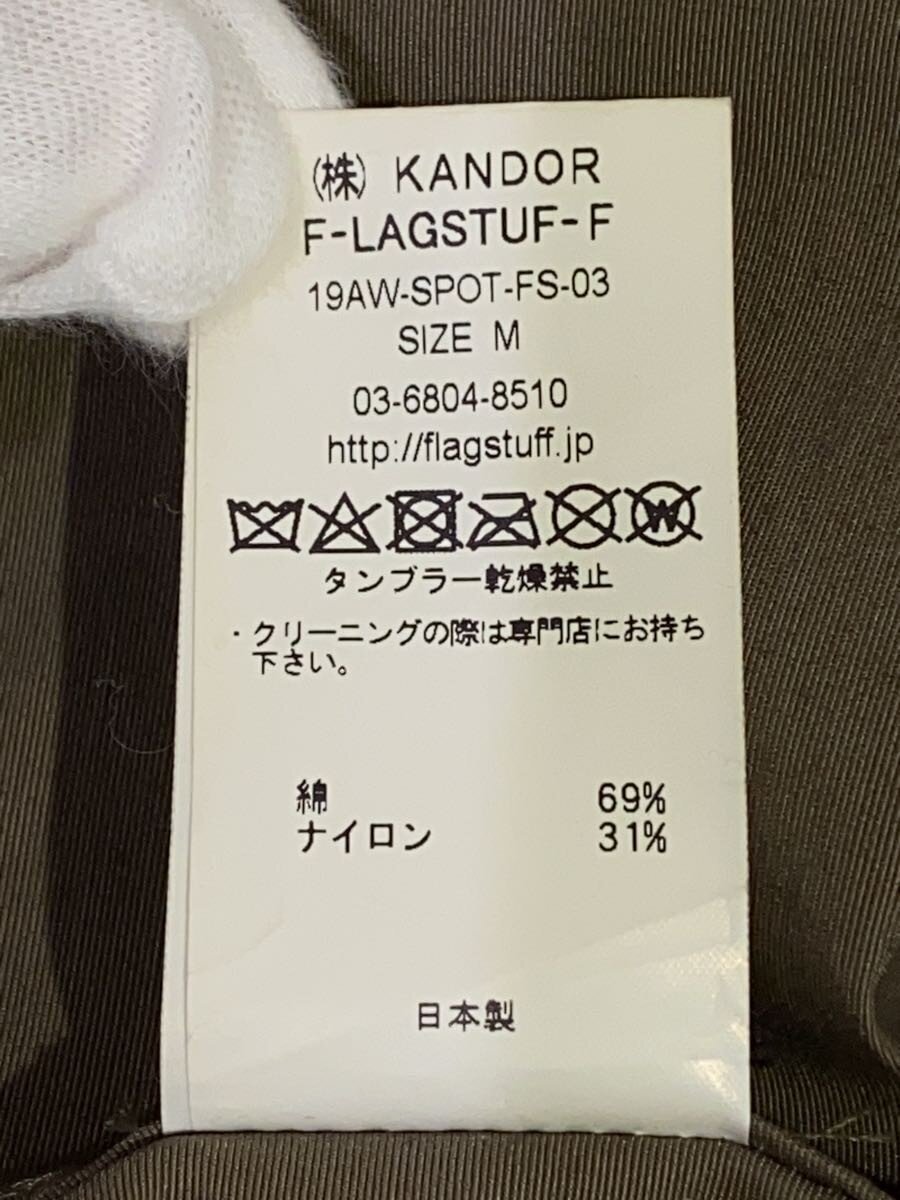 (株) KANDOR
F-LAGSTUF-F
19AW-SPOT-FS-03
SIZE M
03-6804-8510
http://flagstuff.jp
W
タンブラー乾燥禁止
・クリーニングの際は専門店にお持ち
下さい。
綿 69%
ナイロン 31%
日本製